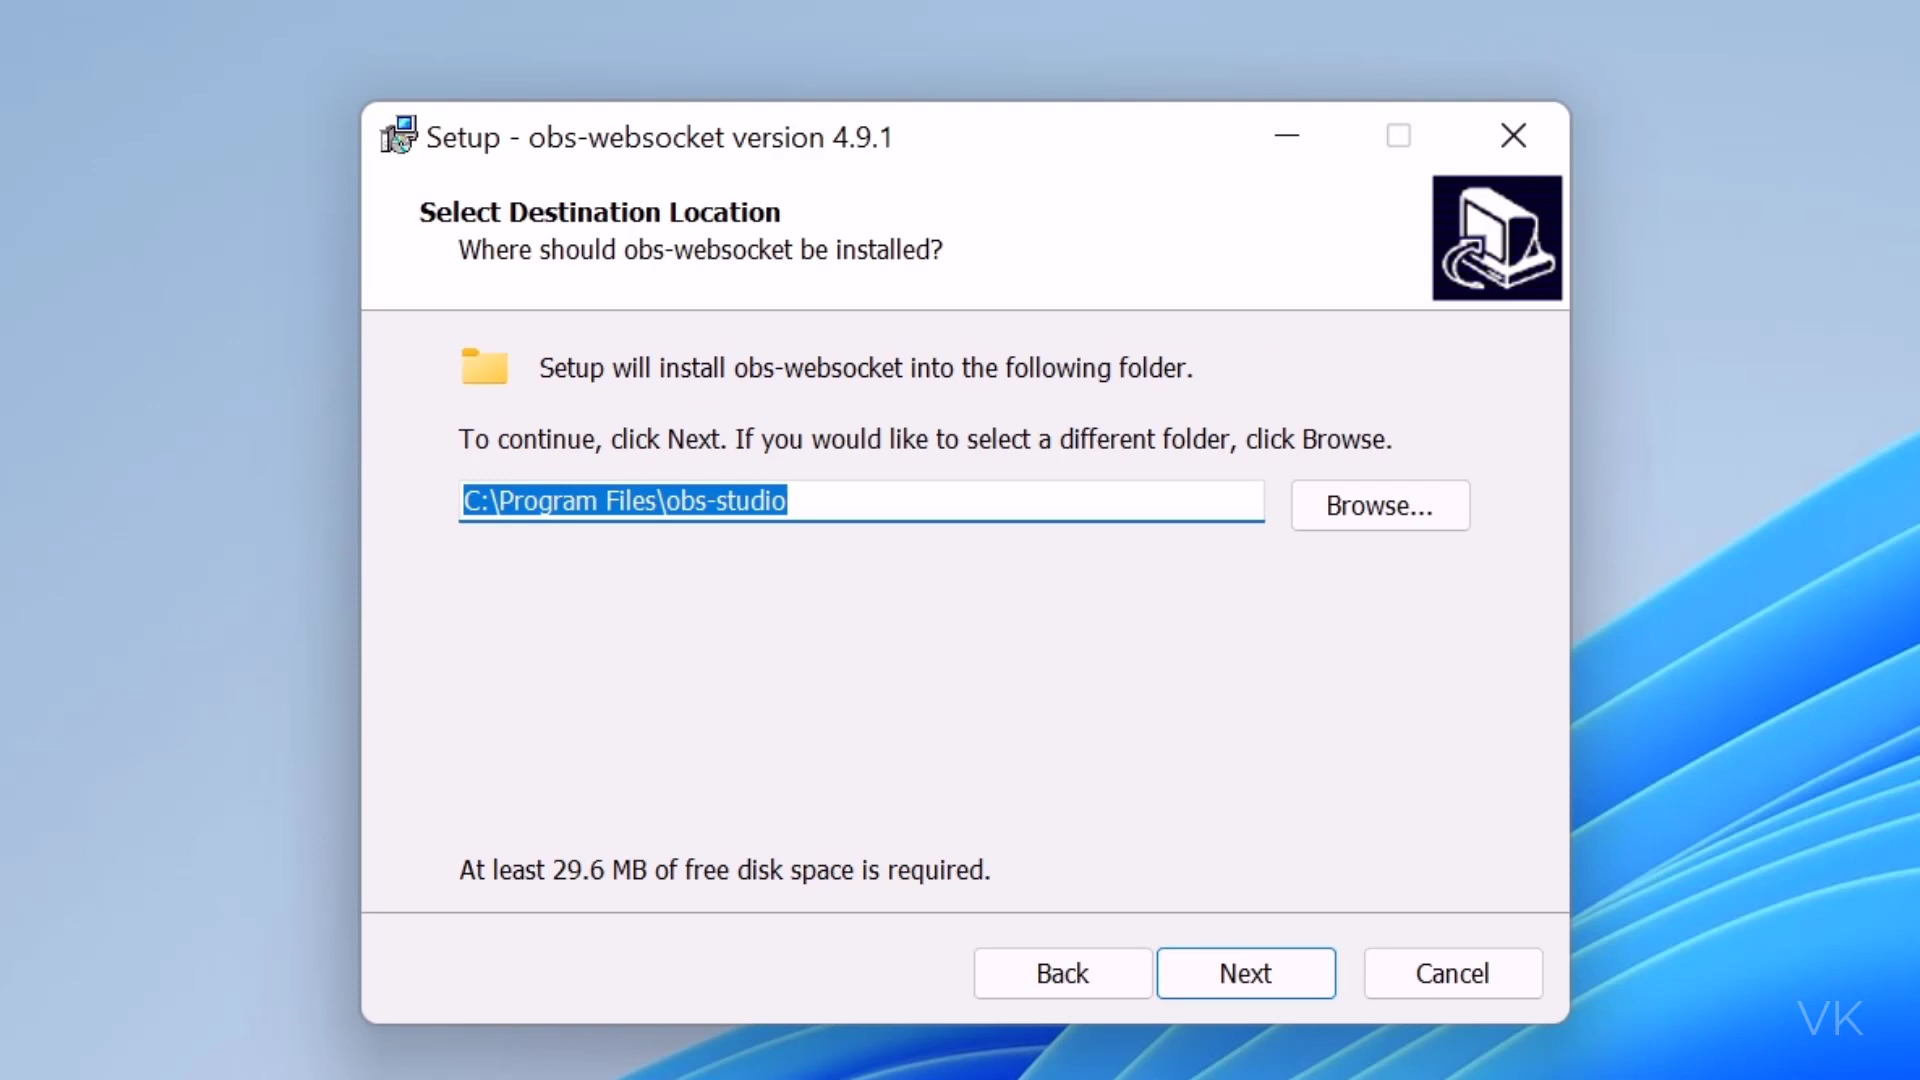 Setup - obs-websocket version 4.9.1
Select Destination Location
Where should obs-websocket be installed?
Setup will install obs-websocket into the following folder.
To continue, click Next. If you would like to select a different folder, click Browse.
C:\Program Files\obs-studio
Browse...
At least 29.6 MB of free disk space is required.
Back
Next
Cancel
VK